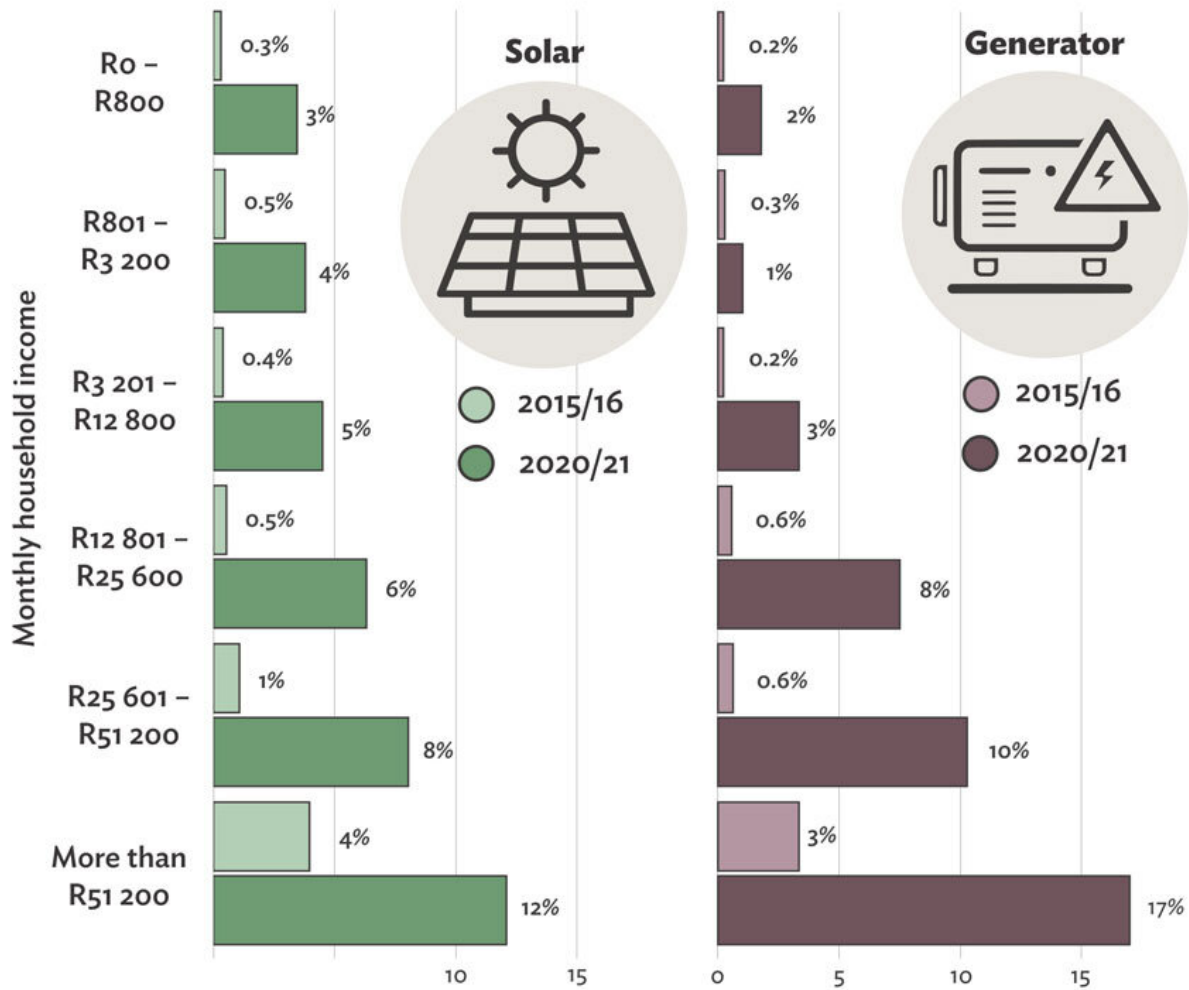 Solar
Generator
Monthly household income
R0 –
R800
0.3%
3%
0.2%
2%
R801 –
R3 200
0.5%
4%
0.3%
1%
R3 201 –
R12 800
0.4%
5%
0.2%
3%
2015/16
2020/21
2015/16
2020/21
R12 801 –
R25 600
0.5%
6%
0.6%
8%
R25 601 –
R51 200
1%
8%
0.6%
10%
More than
R51 200
4%
12%
3%
17%
10 15
0 5 10 15